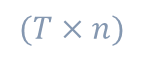 (T × n)